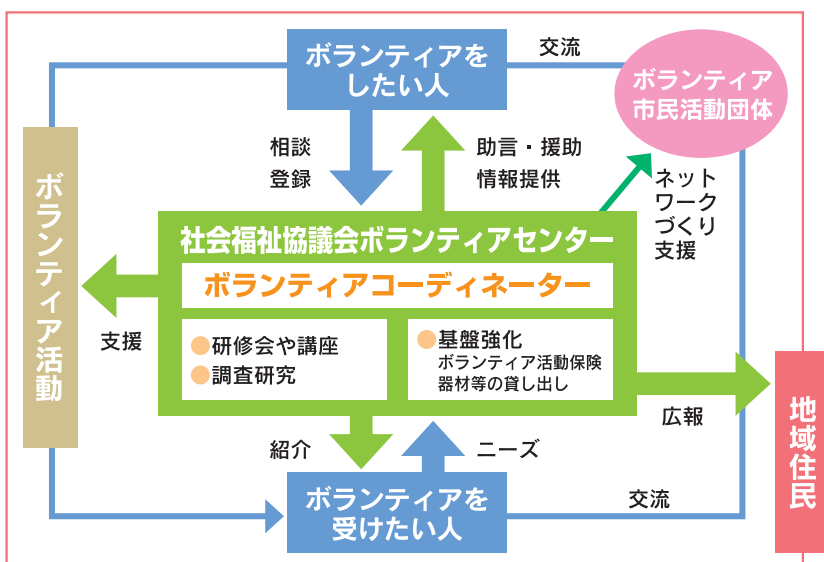 ボランティアを
したい人
交流
ボランティア
市民活動団体
相談
登録
助言・援助
情報提供
ネット
ワーク
づくり
支援
ボランティア活動
社会福祉協議会ボランティアセンター
ボランティアコーディネーター
支援
●研修会や講座
●調査研究
●基盤強化
ボランティア活動保険
器材等の貸し出し
広報
地域住民
紹介
ニーズ
ボランティアを
受けたい人
交流